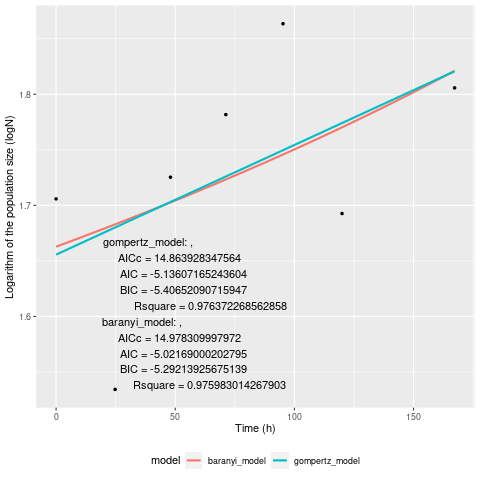 Logarithm of the population size (logN)
1.8
1.7
1.6
gompertz_model: ,
AICc = 14.863928347564
AIC = -5.13607165243604
BIC = -5.40652090715947
Rsquare = 0.976372268562858
baranyi_model: ,
AICc = 14.978309997972
AIC = -5.02169000202795
BIC = -5.29213925675139
Rsquare = 0.975983014267903
0 50 100 150
Time (h)
model baranyi_model gompertz_model